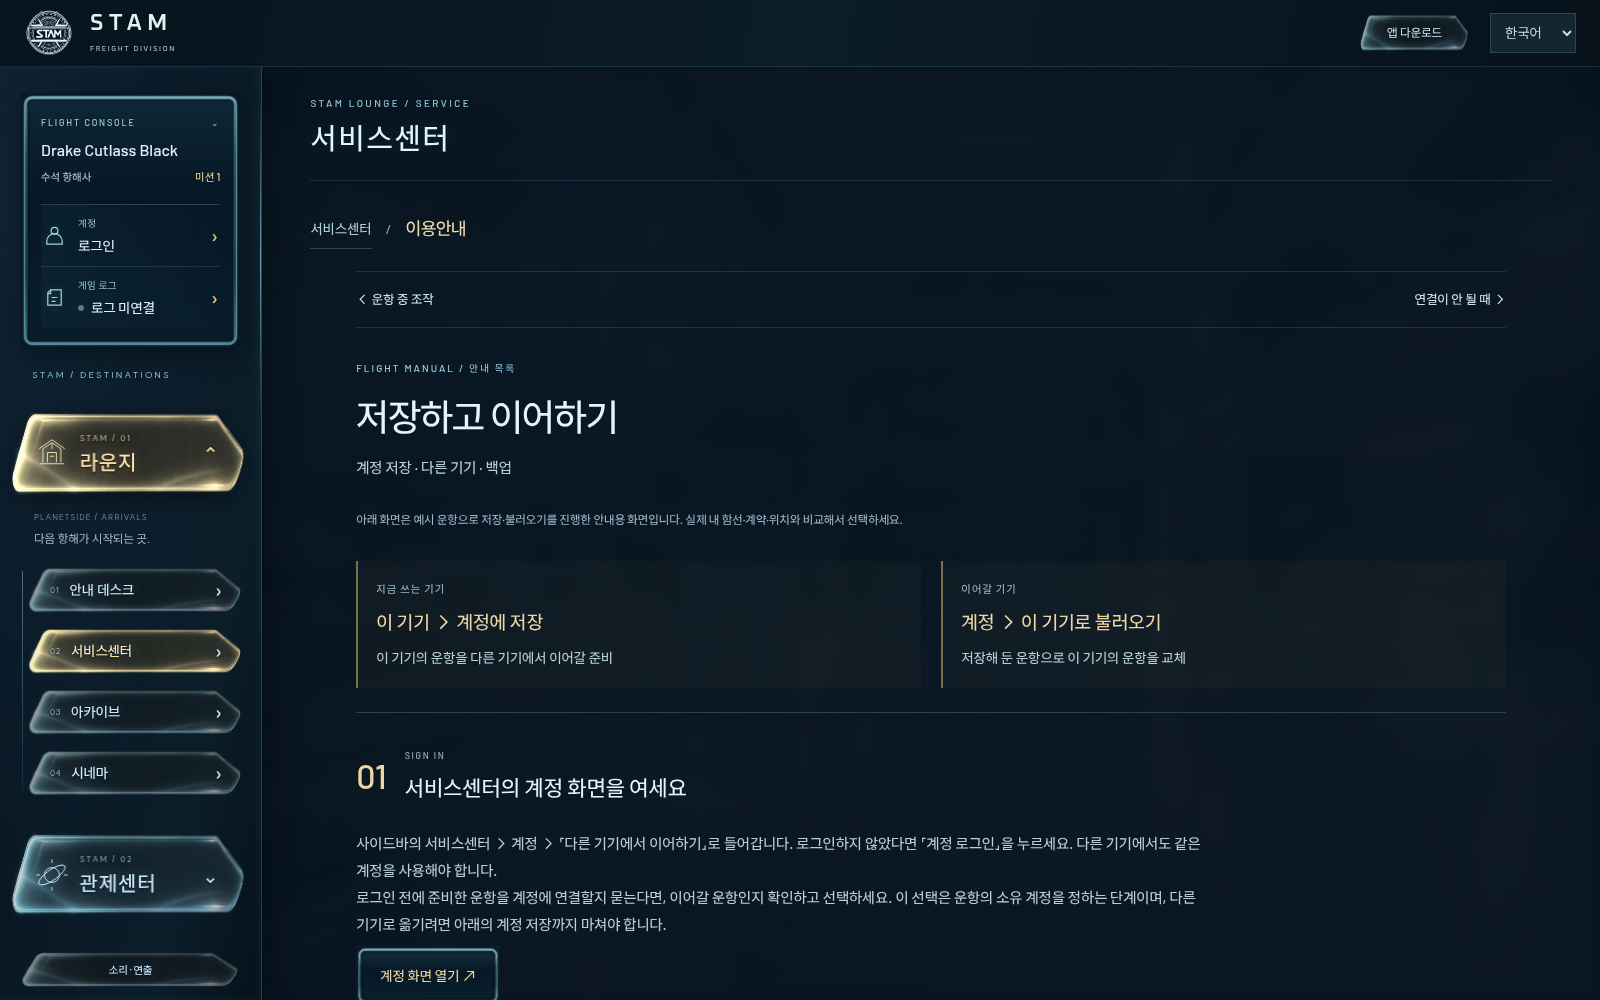 STAM
STAM
FREIGHT DIVISION
앱 다운로드
한국어
FLIGHT CONSOLE
Drake Cutlass Black
수석 항해사
미션 1
계정
로그인
게임 로그
로그 미연결
STAM / DESTINATIONS
STAM / 01
라운지
PLANETSIDE / ARRIVALS
다음 항해가 시작되는 곳.
01 안내 데스크
02 서비스센터
03 아카이브
04 시네마
STAM / 02
관제센터
소리·연출
STAM LOUNGE / SERVICE
서비스센터
서비스센터 / 이용안내
운항 중 조작
연결이 안 될 때
FLIGHT MANUAL / 안내 목록
저장하고 이어하기
계정 저장 · 다른 기기 · 백업
아래 화면은 예시 운항으로 저장·불러오기를 진행한 안내용 화면입니다. 실제 내 함선·계약·위치와 비교해서 선택하세요.
지금 쓰는 기기
이 기기 > 계정에 저장
이 기기의 운항을 다른 기기에서 이어갈 준비
이어갈 기기
계정 > 이 기기로 불러오기
저장해 둔 운항으로 이 기기의 운항을 교체
SIGN IN
01 서비스센터의 계정 화면을 여세요
사이드바의 서비스센터 > 계정 > 「다른 기기에서 이어하기」로 들어갑니다. 로그인하지 않았다면 「계정 로그인」을 누르세요. 다른 기기에서도 같은
계정을 사용해야 합니다.
로그인 전에 준비한 운항을 계정에 연결할지 묻는다면, 이어갈 운항인지 확인하고 선택하세요. 이 선택은 운항의 소유 계정을 정하는 단계이며, 다른
기기로 옮기려면 아래의 계정 저장까지 마쳐야 합니다.
계정 화면 열기 ↗